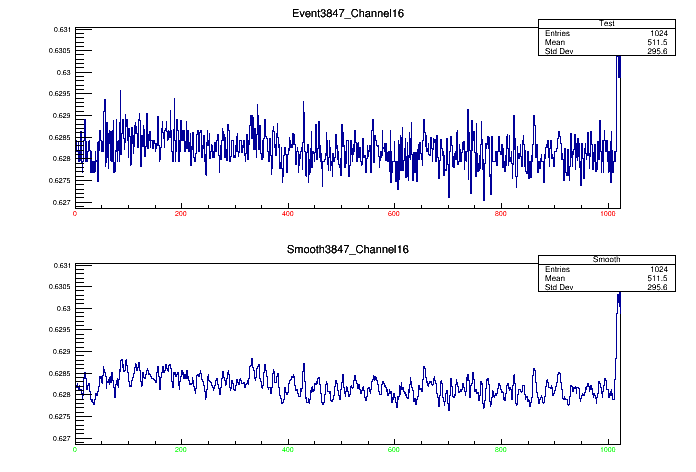 Event3847_Channel16
Test
Entries 1024
Mean 511.5
Std Dev 295.6
0.631
0.6305
0.63
0.6295
0.629
0.6285
0.628
0.6275
0.627
0 200 400 600 800 1000
Smooth3847_Channel16
Smooth
Entries 1024
Mean 511.5
Std Dev 295.6
0.631
0.6305
0.63
0.6295
0.629
0.6285
0.628
0.6275
0.627
0 200 400 600 800 1000